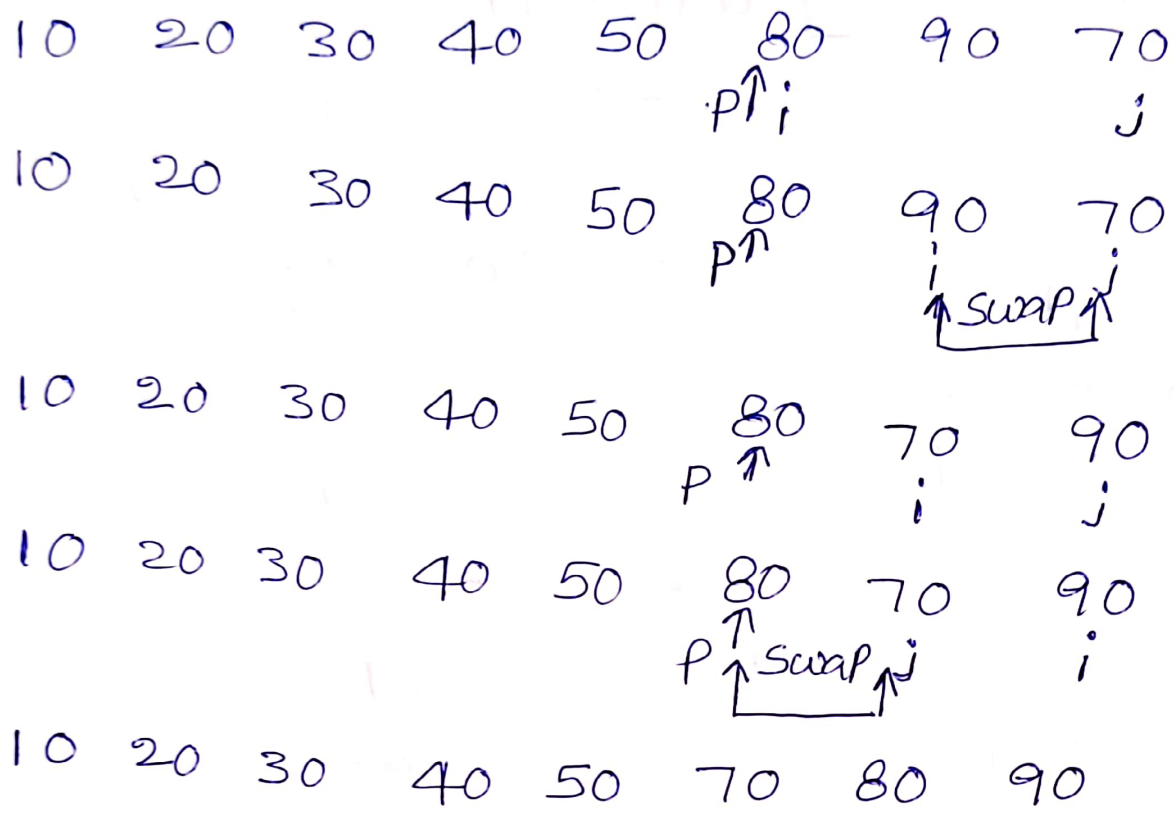 10 20 30 40 50 80 90 70
P↑ i j
10 20 30 40 50 80 90 70
P↑ i j
↑ swap ↑
10 20 30 40 50 80 70 90
P ↑ i j
10 20 30 40 50 80 70 90
P ↑ swap ↑ j i
10 20 30 40 50 70 80 90